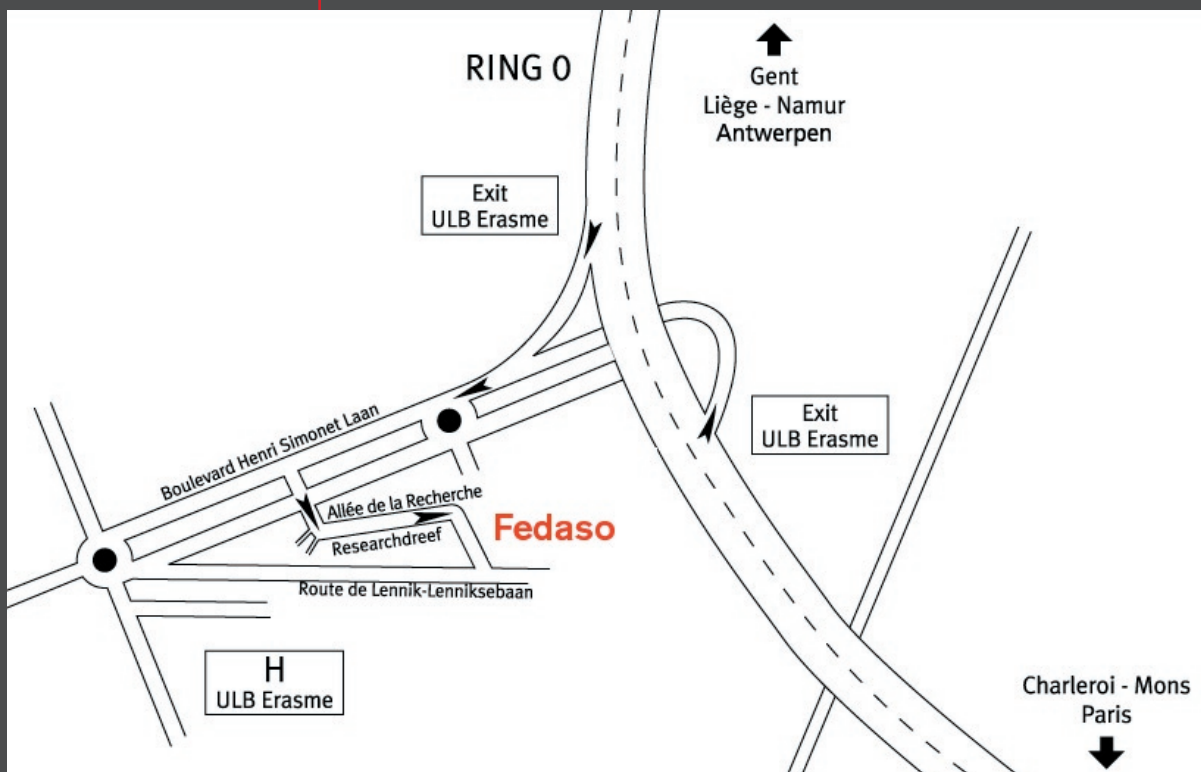 RING 0
Gent
Liège - Namur
Antwerpen
Exit
ULB Erasme
Exit
ULB Erasme
Boulevard Henri Simonet Laan
Allée de la Recherche
Researchdreef
Fedaso
Route de Lennik-Lenniksebaan
H
ULB Erasme
Charleroi - Mons
Paris